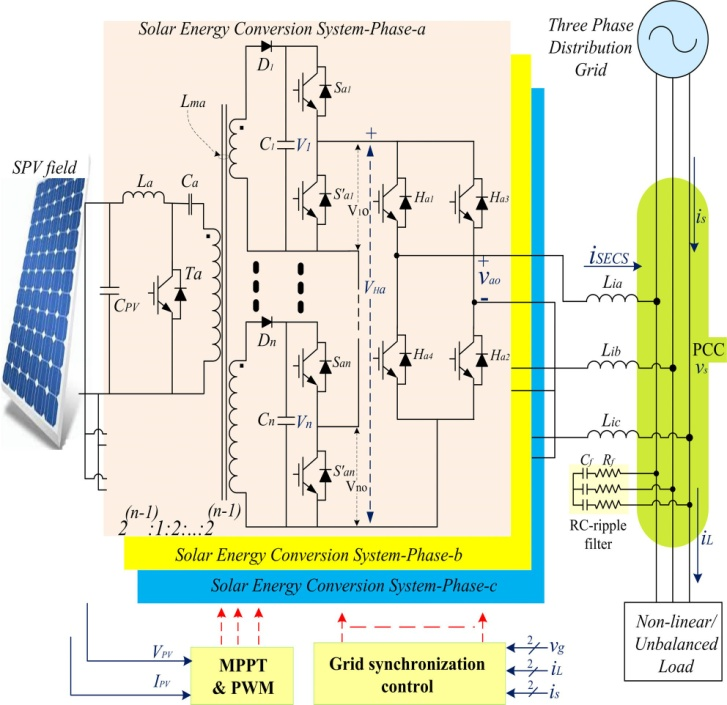 Solar Energy Conversion System-Phase-a
Three Phase
Distribution
Grid
D1
Sa1
Lma
C1
V1
+
SPV field
La
Ca
S'a1
V1o
Ha1
Ha3
is
iSECS
+
vao
-
Ta
VHa
Lia
CPV
Dn
San
Ha4
Ha2
Lib
PCC
vs
Cn
Vn
Lic
S'an
Vno
Cf Rf
2(n-1):1:2:...:2(n-1)
-
RC-ripple
filter
iL
Solar Energy Conversion System-Phase-b
Solar Energy Conversion System-Phase-c
Non-linear/
Unbalanced
Load
VPV
IPV
MPPT
& PWM
Grid synchronization
control
2 vg
2 iL
2 is